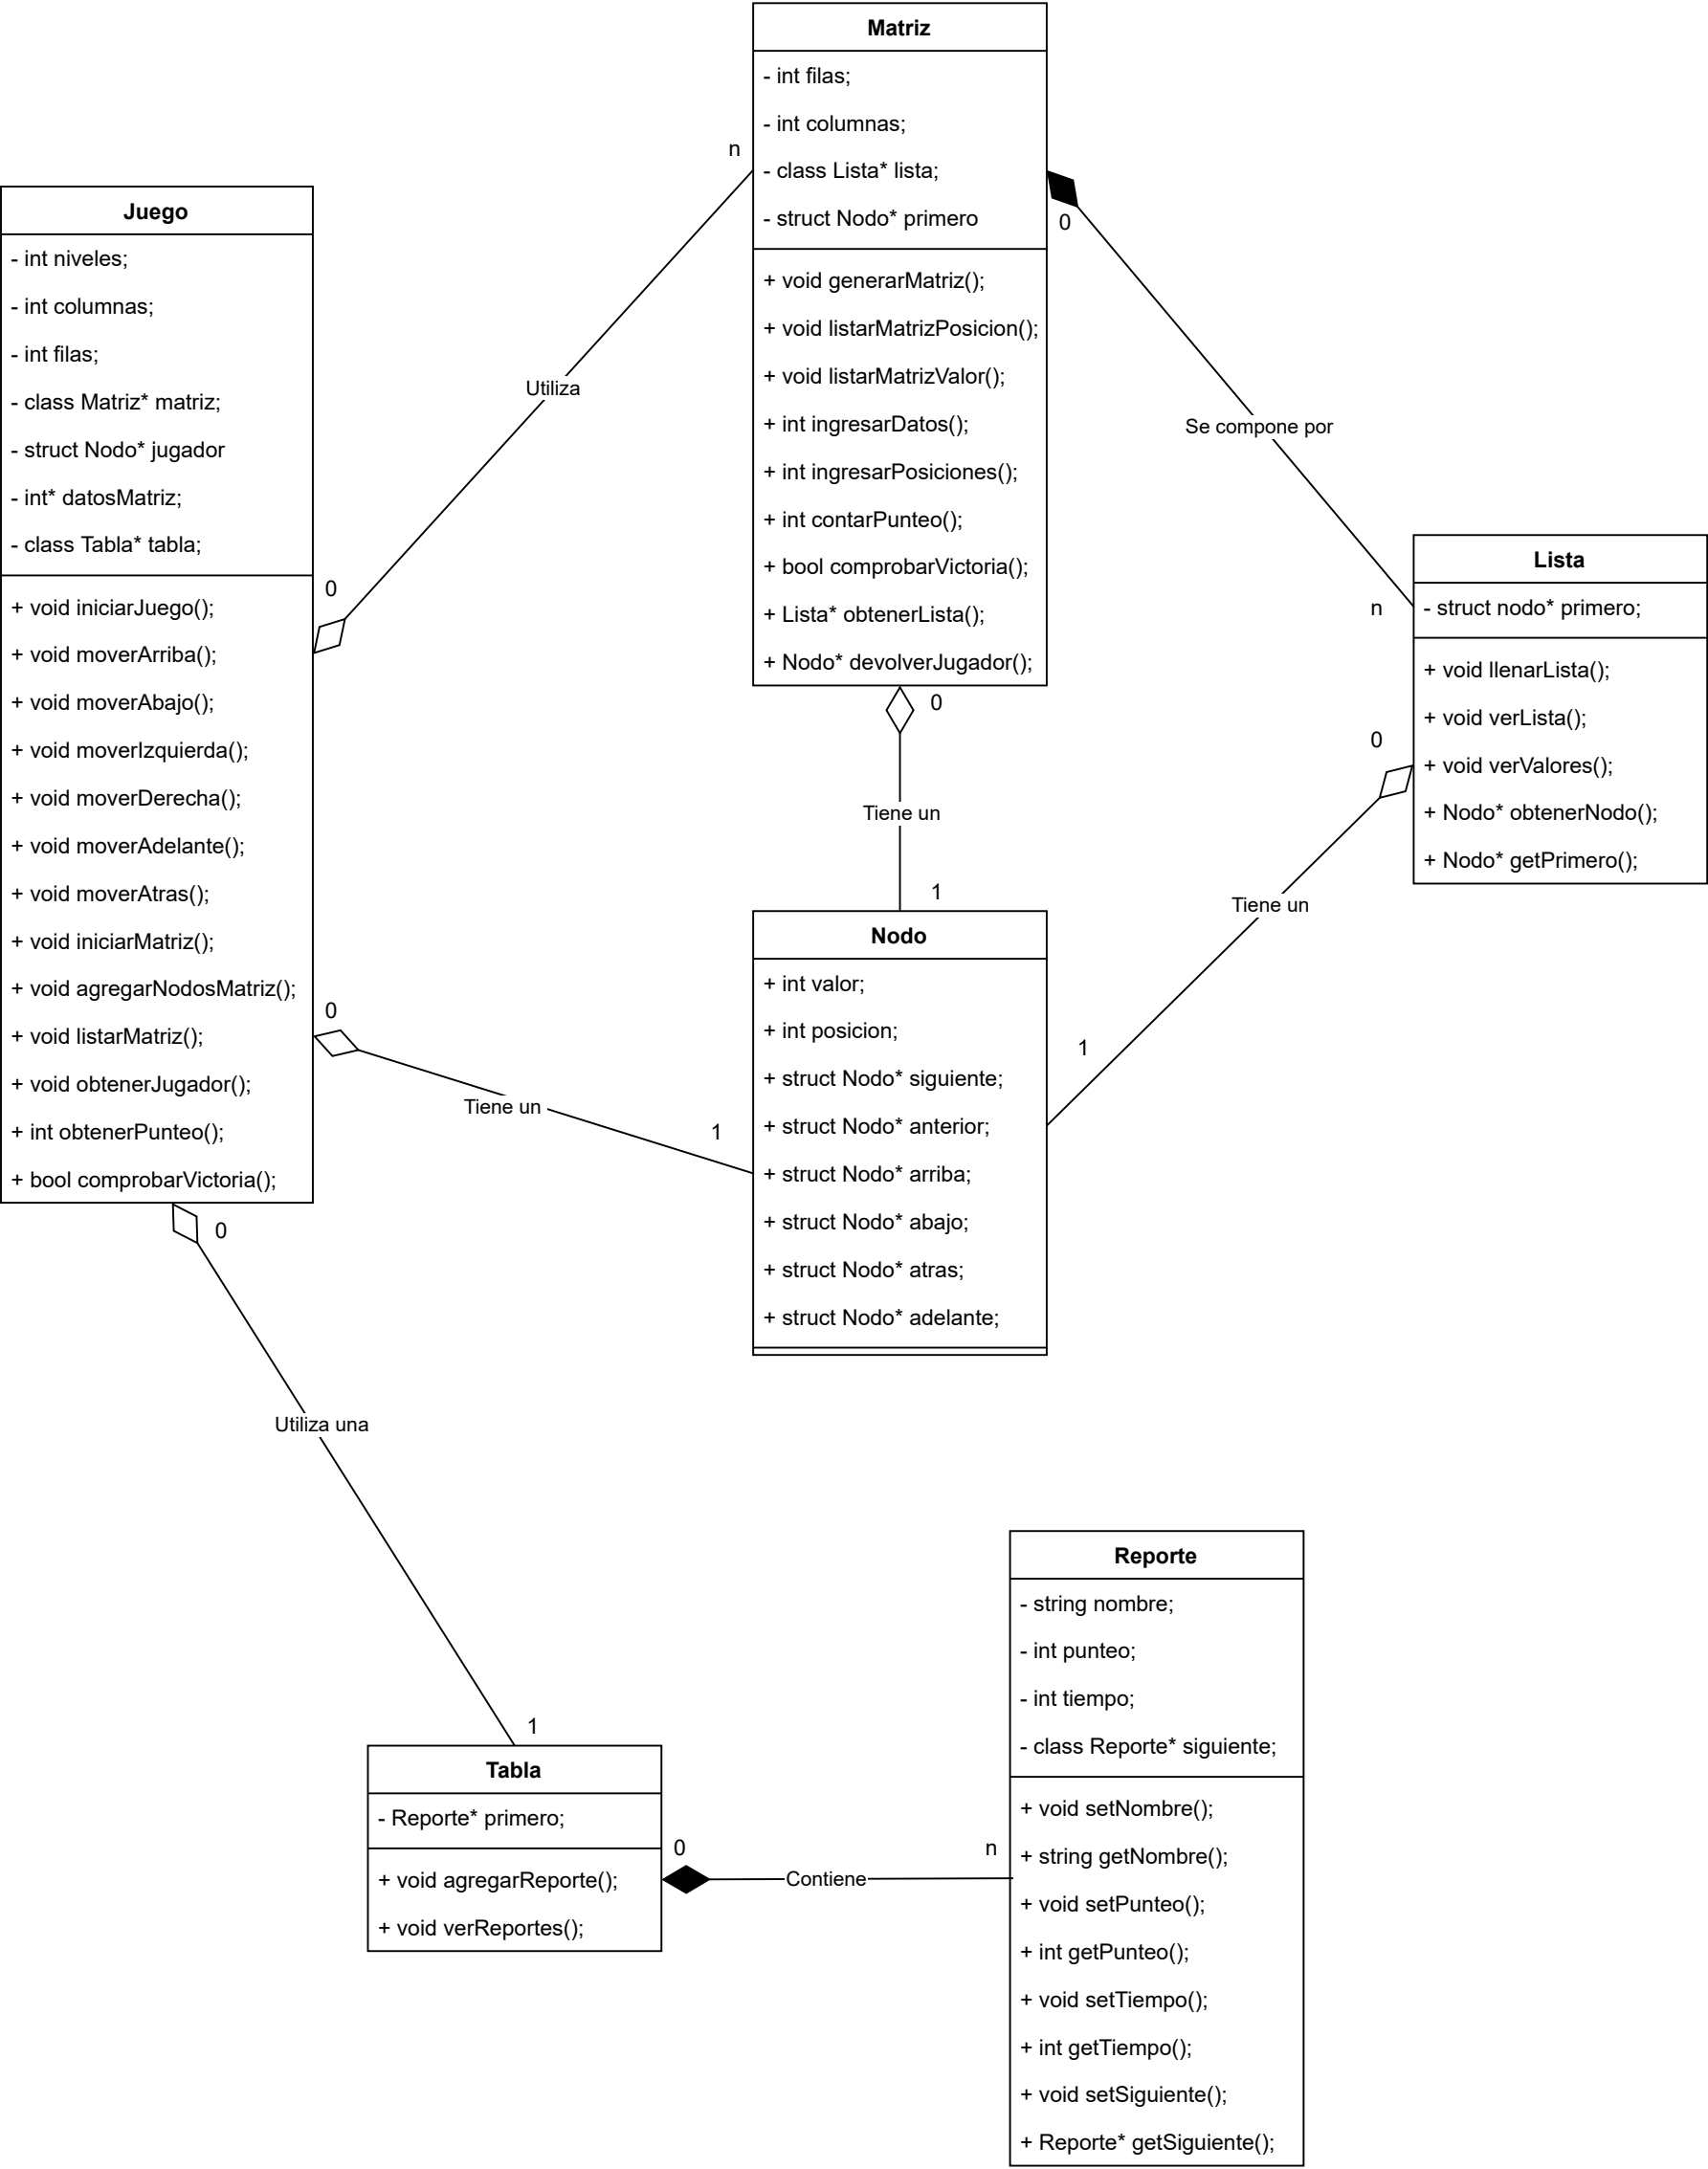 Matriz
- int filas;
- int columnas;
- class Lista* lista;
- struct Nodo* primero
+ void generarMatriz();
+ void listarMatrizPosicion();
+ void listarMatrizValor();
+ int ingresarDatos();
+ int ingresarPosiciones();
+ int contarPunteo();
+ bool comprobarVictoria();
+ Lista* obtenerLista();
+ Nodo* devolverJugador();
n
0
Juego
- int niveles;
- int columnas;
- int filas;
- class Matriz* matriz;
- struct Nodo* jugador
- int* datosMatriz;
- class Tabla* tabla;
+ void iniciarJuego();
+ void moverArriba();
+ void moverAbajo();
+ void moverIzquierda();
+ void moverDerecha();
+ void moverAdelante();
+ void moverAtras();
+ void iniciarMatriz();
+ void agregarNodosMatriz();
+ void listarMatriz();
+ void obtenerJugador();
+ int obtenerPunteo();
+ bool comprobarVictoria();
Utiliza
0
Se compone por
n
Lista
- struct nodo* primero;
+ void llenarLista();
+ void verLista();
+ void verValores();
+ Nodo* obtenerNodo();
+ Nodo* getPrimero();
0
0
Tiene un
1
Tiene un
1
Nodo
+ int valor;
+ int posicion;
+ struct Nodo* siguiente;
+ struct Nodo* anterior;
+ struct Nodo* arriba;
+ struct Nodo* abajo;
+ struct Nodo* atras;
+ struct Nodo* adelante;
0
Tiene un
1
0
Utiliza una
1
Tabla
- Reporte* primero;
+ void agregarReporte();
+ void verReportes();
0
Contiene
n
Reporte
- string nombre;
- int punteo;
- int tiempo;
- class Reporte* siguiente;
+ void setNombre();
+ string getNombre();
+ void setPunteo();
+ int getPunteo();
+ void setTiempo();
+ int getTiempo();
+ void setSiguiente();
+ Reporte* getSiguiente();